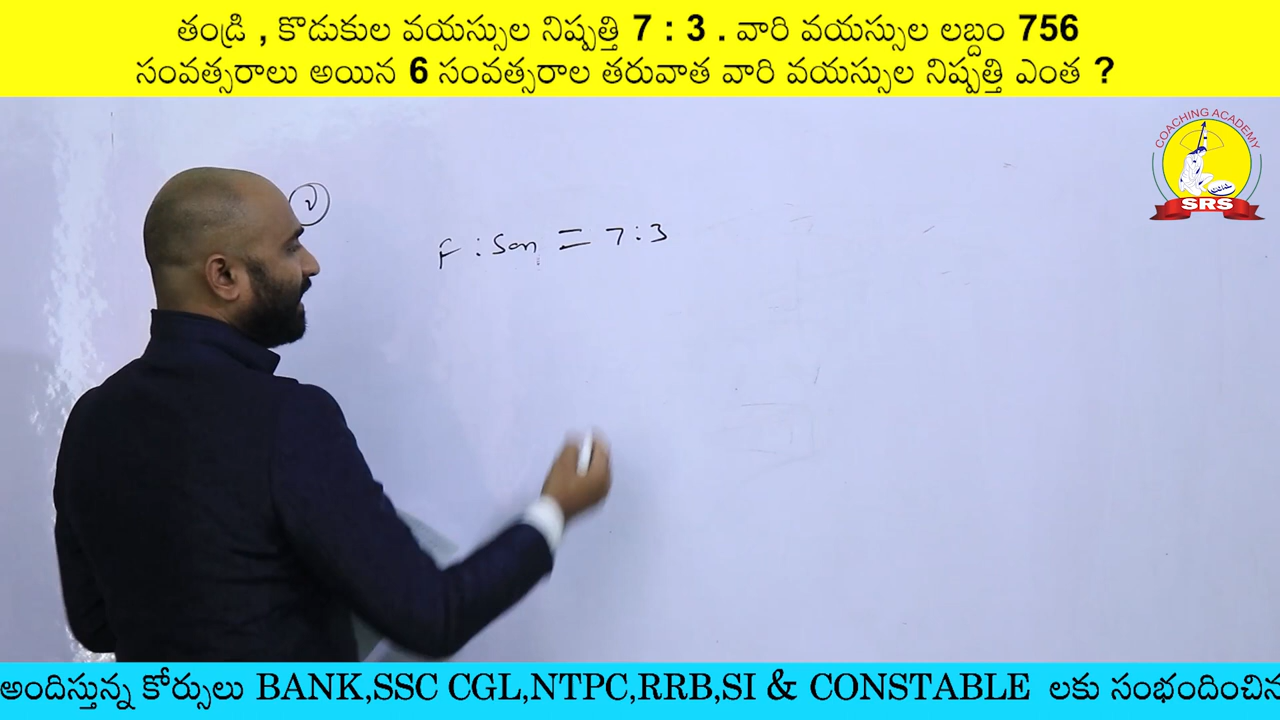 తండ్రి , కొడుకుల వయస్సుల నిష్పత్తి 7 : 3 . వారి వయస్సుల లబ్దం 756
సంవత్సరాలు అయిన 6 సంవత్సరాల తరువాత వారి వయస్సుల నిష్పత్తి ఎంత ?
COACHING ACADEMY
SRS
F : Son = 7 : 3
అందిస్తున్న కోర్సులు BANK,SSC CGL,NTPC,RRB,SI & CONSTABLE లకు సంభందించిన